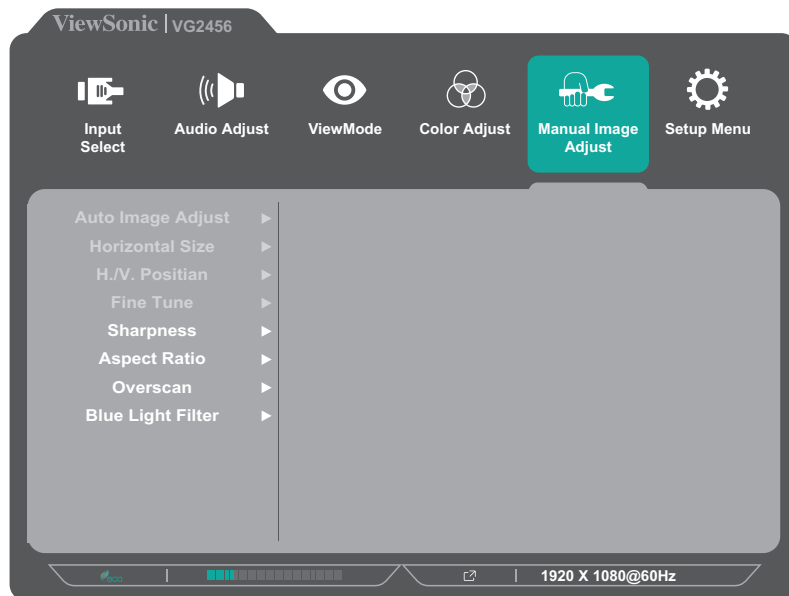 ViewSonic | VG2456
Input Select
Audio Adjust
ViewMode
Color Adjust
Manual Image Adjust
Setup Menu
Auto Image Adjust
Horizontal Size
H./V. Positian
Fine Tune
Sharpness
Aspect Ratio
Overscan
Blue Light Filter
eco
1920 X 1080@60Hz